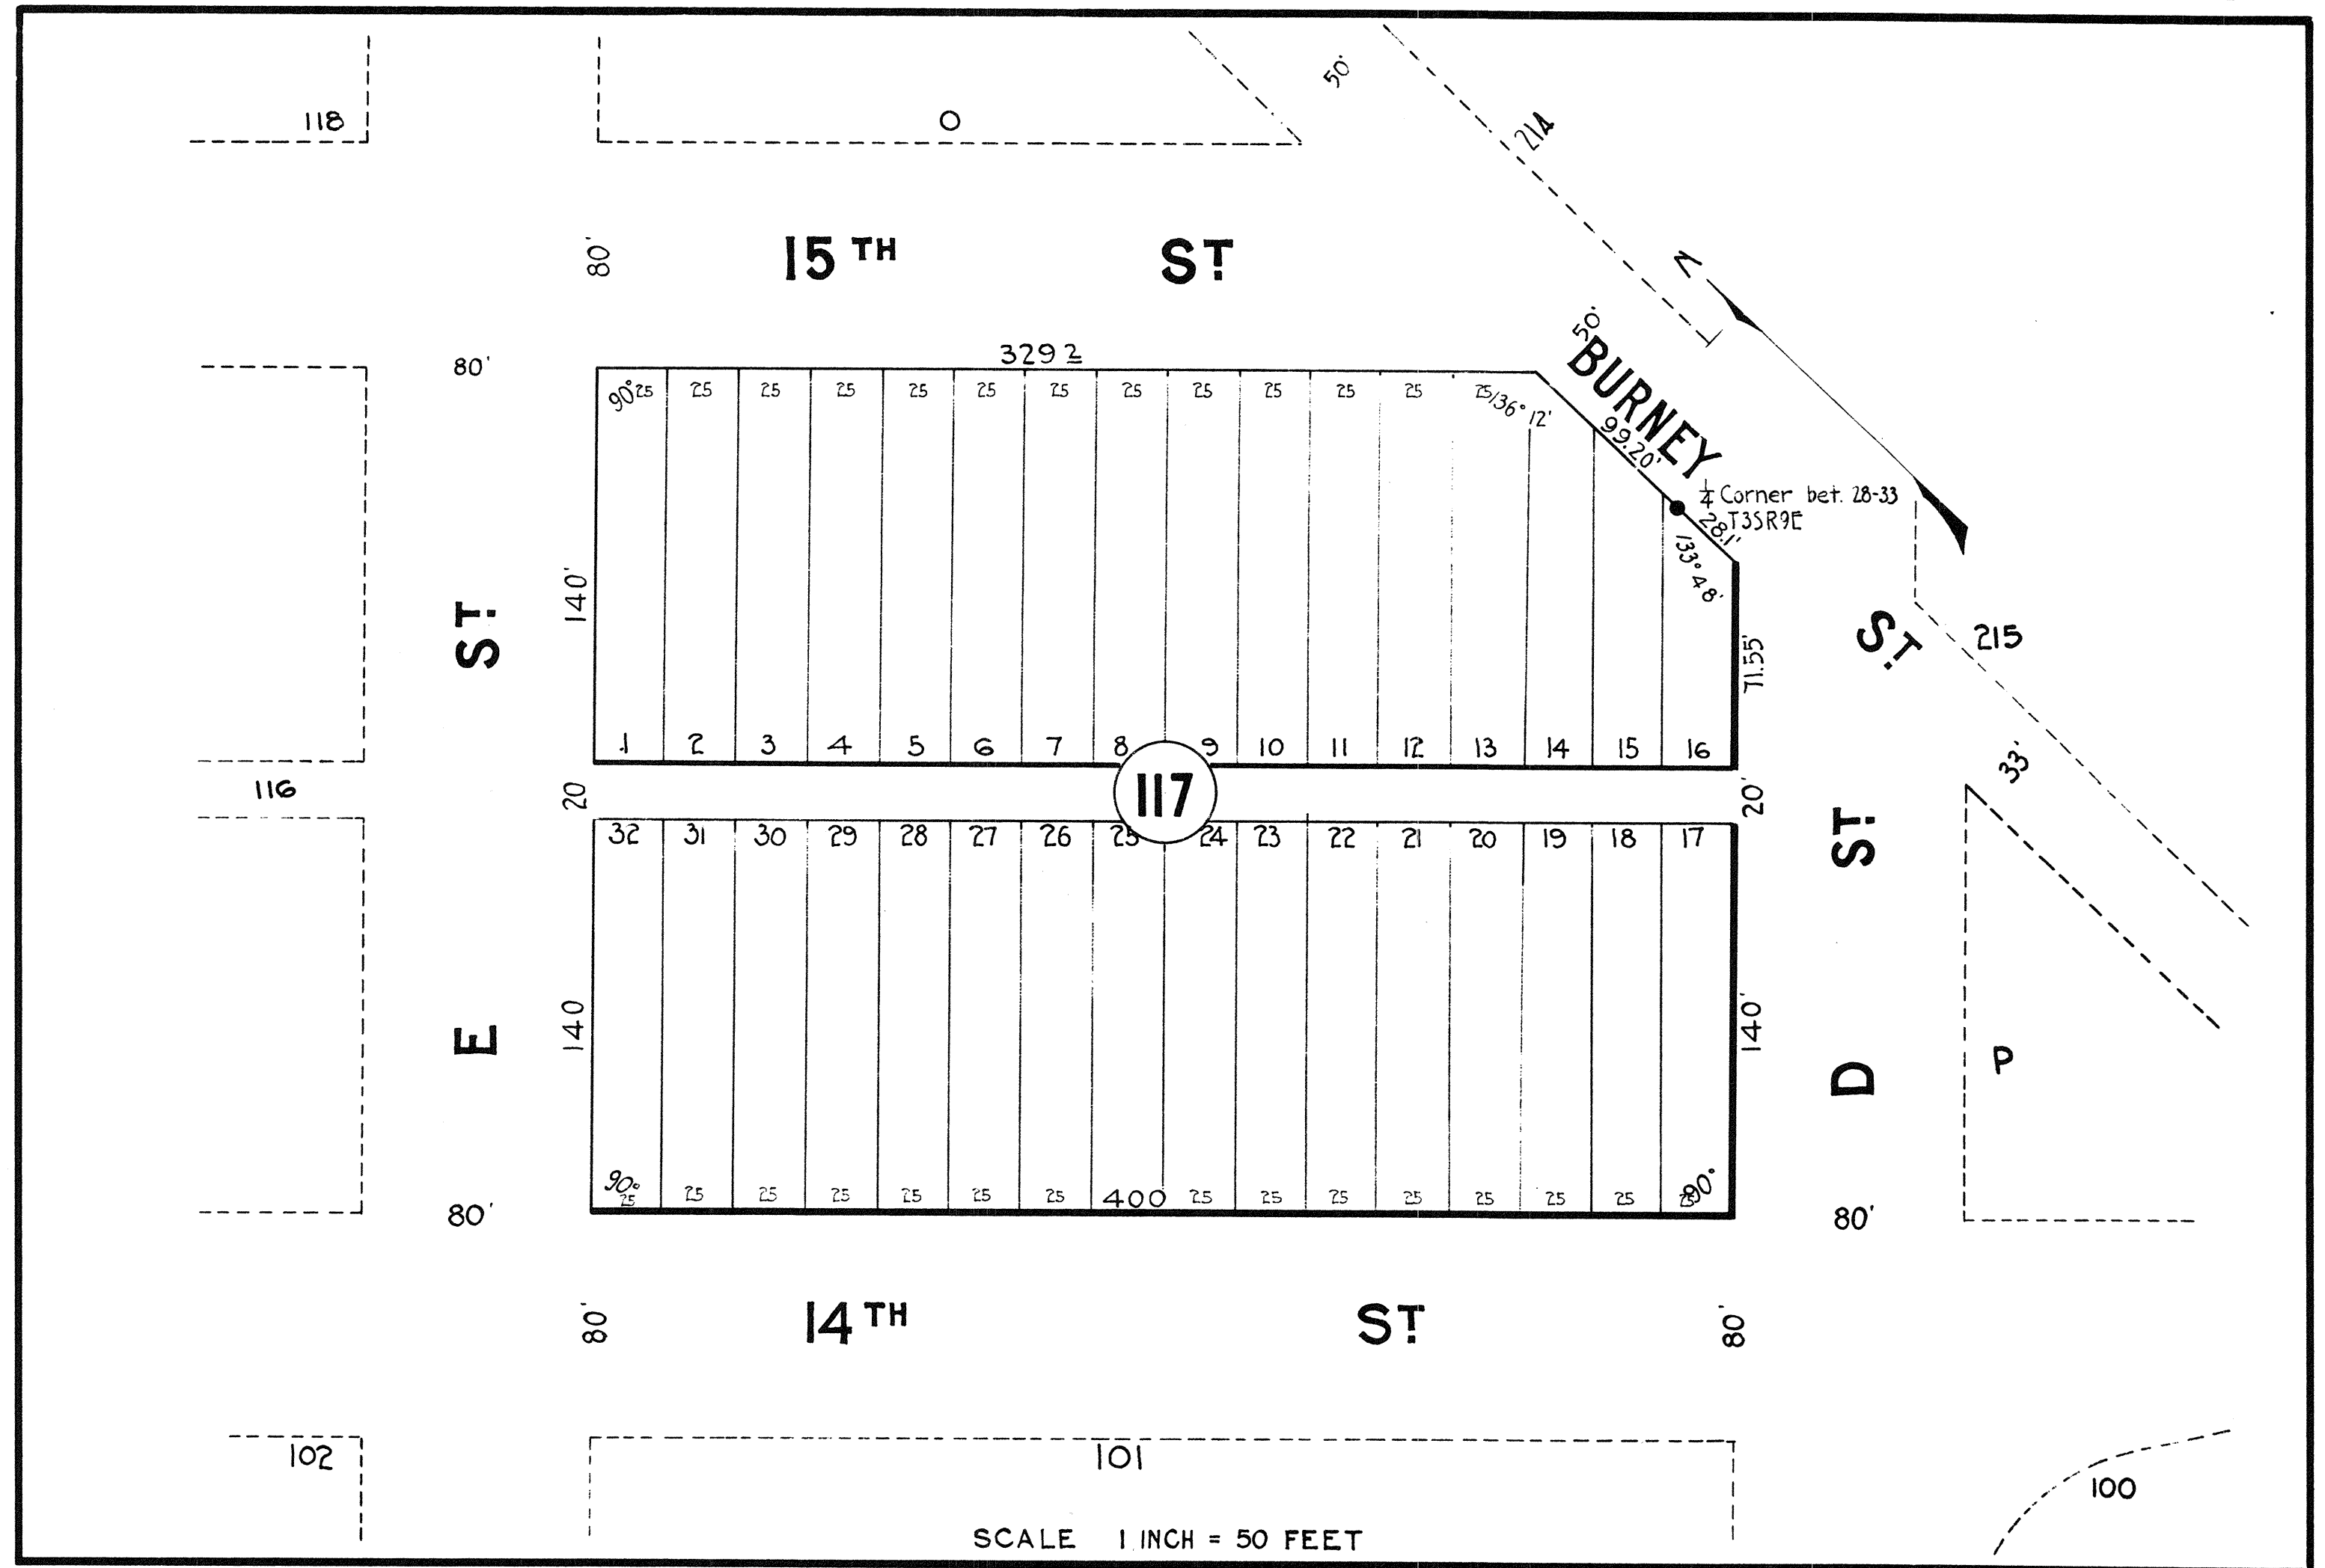 118
O
50'
214
N
80'
15TH ST.
80'
3292
50'
BURNEY ST.
90° 25 25 25 25 25 25 25 25 25 25 25 25 25 136° 12'
99.20'
1/4 Corner bet. 28-33
T3SR9E
28.1'
133° 48'
140'
71.55'
215
33'
E ST.
D ST.
1 2 3 4 5 6 7 8 9 10 11 12 13 14 15 16
116
20
117
20'
32 31 30 29 28 27 26 25 24 23 22 21 20 19 18 17
140
140'
P
90° 25 25 25 25 25 25 25 400 25 25 25 25 25 25 25 25 90°
80'
80'
80'
14TH ST.
80'
102
101
100
SCALE 1 INCH = 50 FEET